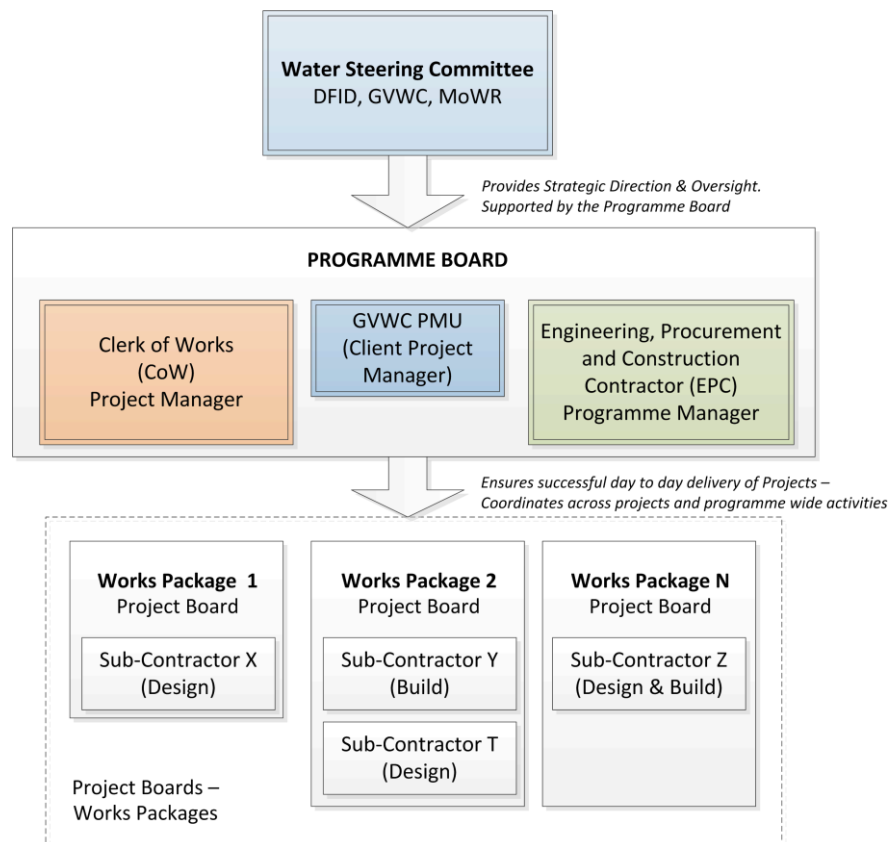 Water Steering Committee
DFID, GVWC, MoWR
Provides Strategic Direction & Oversight.
Supported by the Programme Board
PROGRAMME BOARD
Clerk of Works
(CoW)
Project Manager
GVWC PMU
(Client Project
Manager)
Engineering, Procurement
and Construction
Contractor (EPC)
Programme Manager
Ensures successful day to day delivery of Projects –
Coordinates across projects and programme wide activities
Works Package 1
Project Board
Sub-Contractor X
(Design)
Works Package 2
Project Board
Sub-Contractor Y
(Build)
Sub-Contractor T
(Design)
Works Package N
Project Board
Sub-Contractor Z
(Design & Build)
Project Boards –
Works Packages